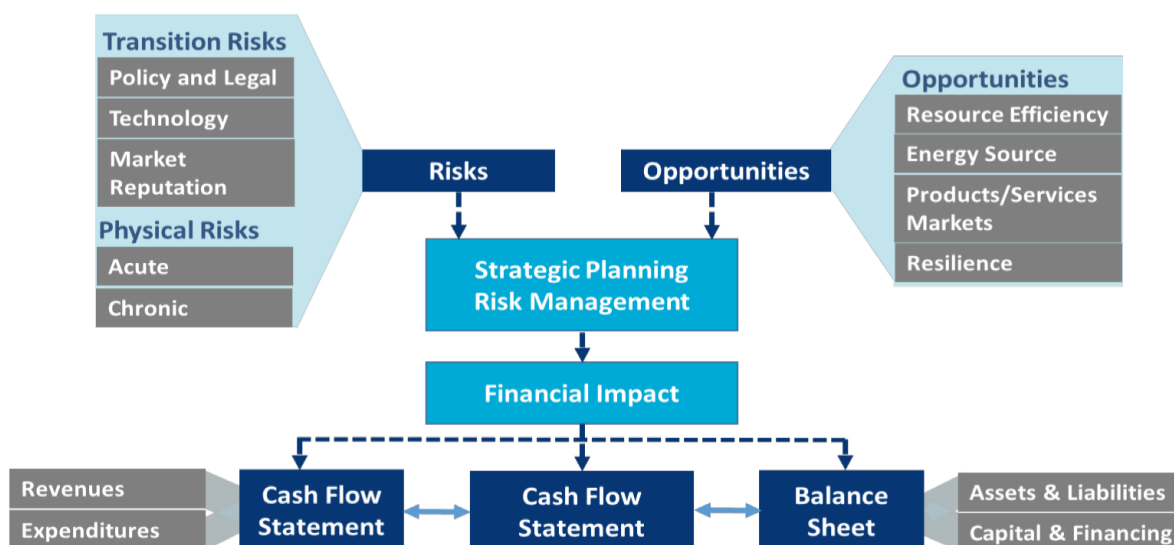 Transition Risks
Policy and Legal
Technology
Market
Reputation
Physical Risks
Acute
Chronic
Risks
Opportunities
Opportunities
Resource Efficiency
Energy Source
Products/Services
Markets
Resilience
Strategic Planning
Risk Management
Financial Impact
Revenues
Expenditures
Cash Flow
Statement
Cash Flow
Statement
Balance
Sheet
Assets & Liabilities
Capital & Financing